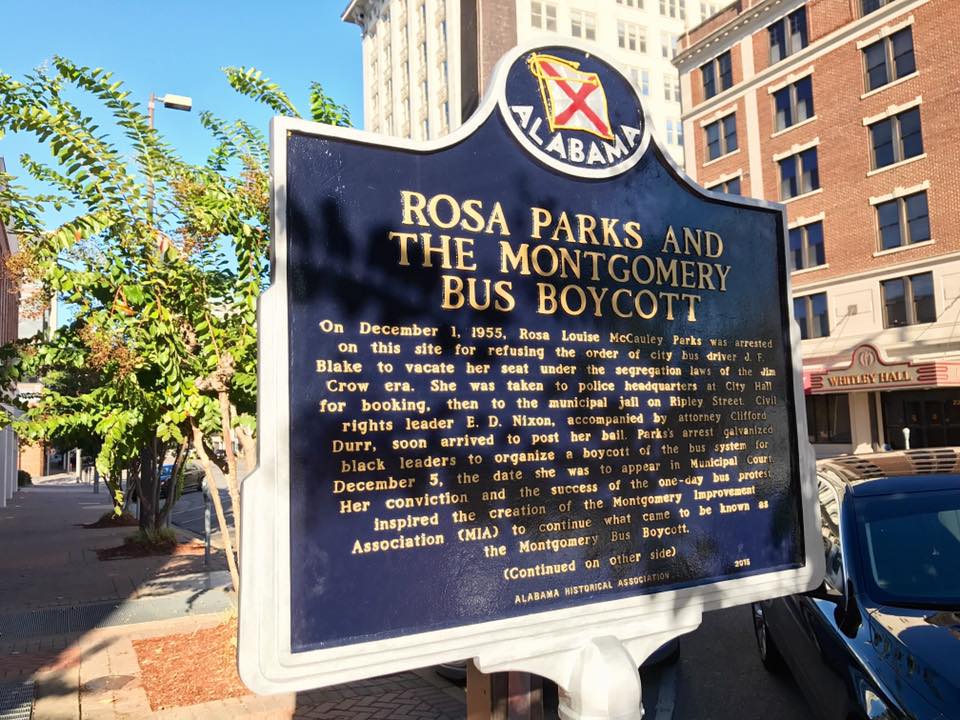 ALABAMA
ROSA PARKS AND
THE MONTGOMERY
BUS BOYCOTT
On December 1, 1955, Rosa Louise McCauley Parks was arrested
on this site for refusing the order of city bus driver J. F.
Blake to vacate her seat under the segregation laws of the Jim
Crow era. She was taken to police headquarters at City Hall
for booking, then to the municipal jail on Ripley Street. Civil
rights leader E. D. Nixon, accompanied by attorney Clifford
Durr, soon arrived to post her bail. Parks's arrest galvanized
black leaders to organize a boycott of the bus system for
December 5, the date she was to appear in Municipal Court.
Her conviction and the success of the one-day bus protest
inspired the creation of the Montgomery Improvement
Association (MIA) to continue what came to be known as
the Montgomery Bus Boycott.
(Continued on other side)
ALABAMA HISTORICAL ASSOCIATION 2015
WHITLEY HALL